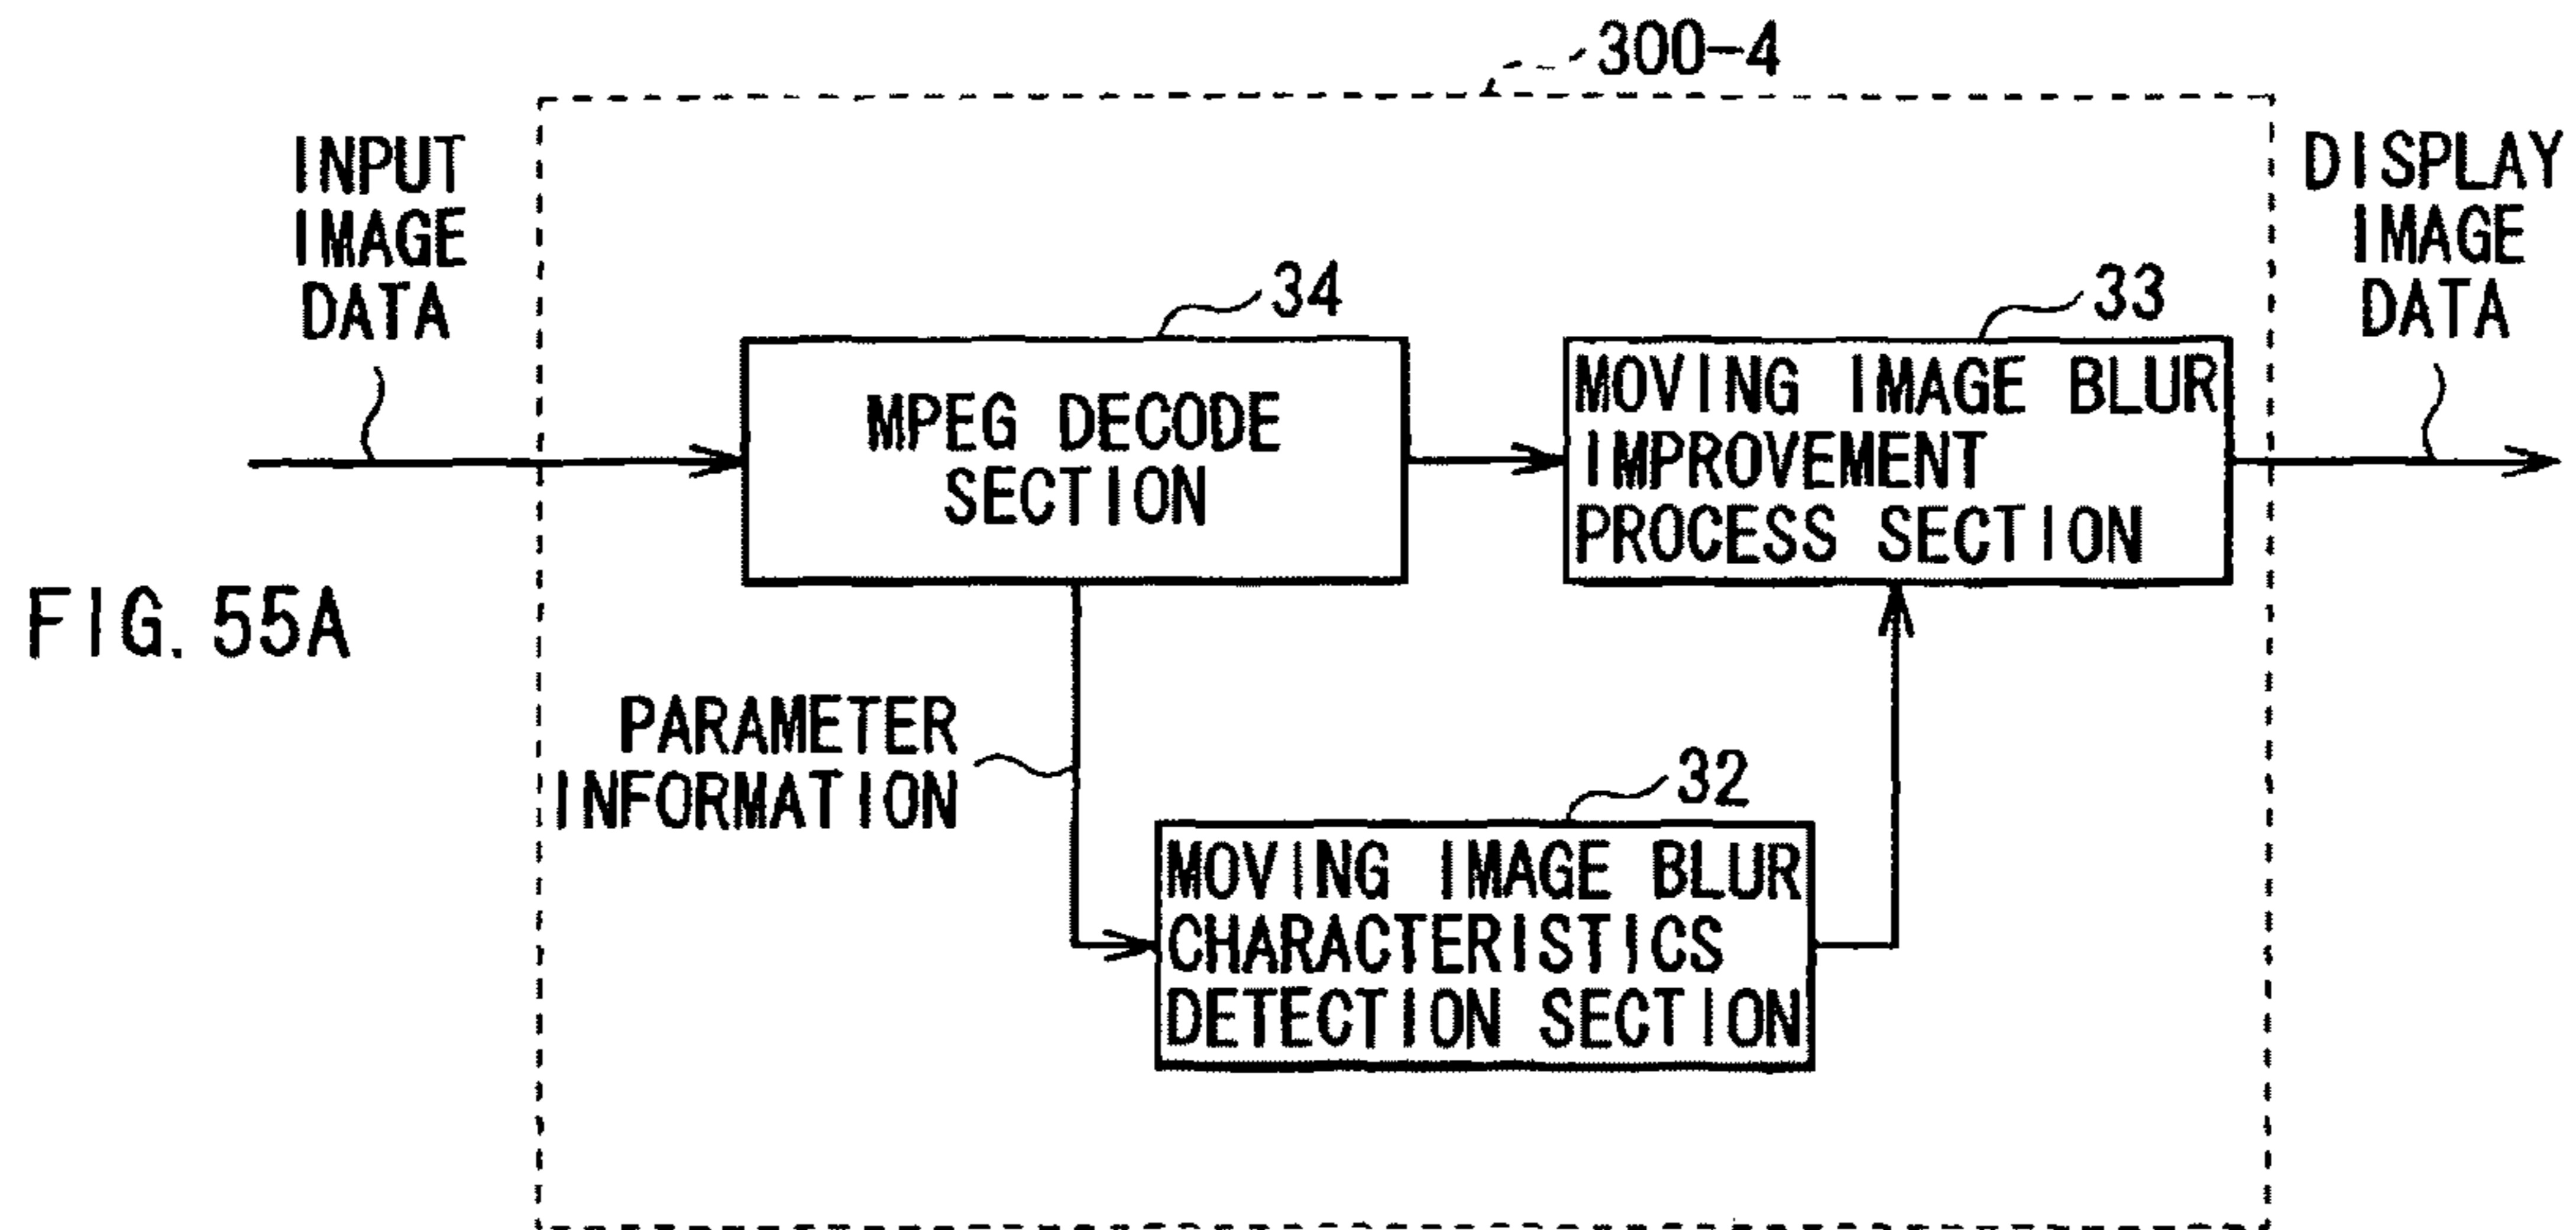 300-4
INPUT
IMAGE
DATA
DISPLAY
IMAGE
DATA
34
MPEG DECODE
SECTION
33
MOVING IMAGE BLUR
IMPROVEMENT
PROCESS SECTION
FIG. 55A
PARAMETER
INFORMATION
32
MOVING IMAGE BLUR
CHARACTERISTICS
DETECTION SECTION